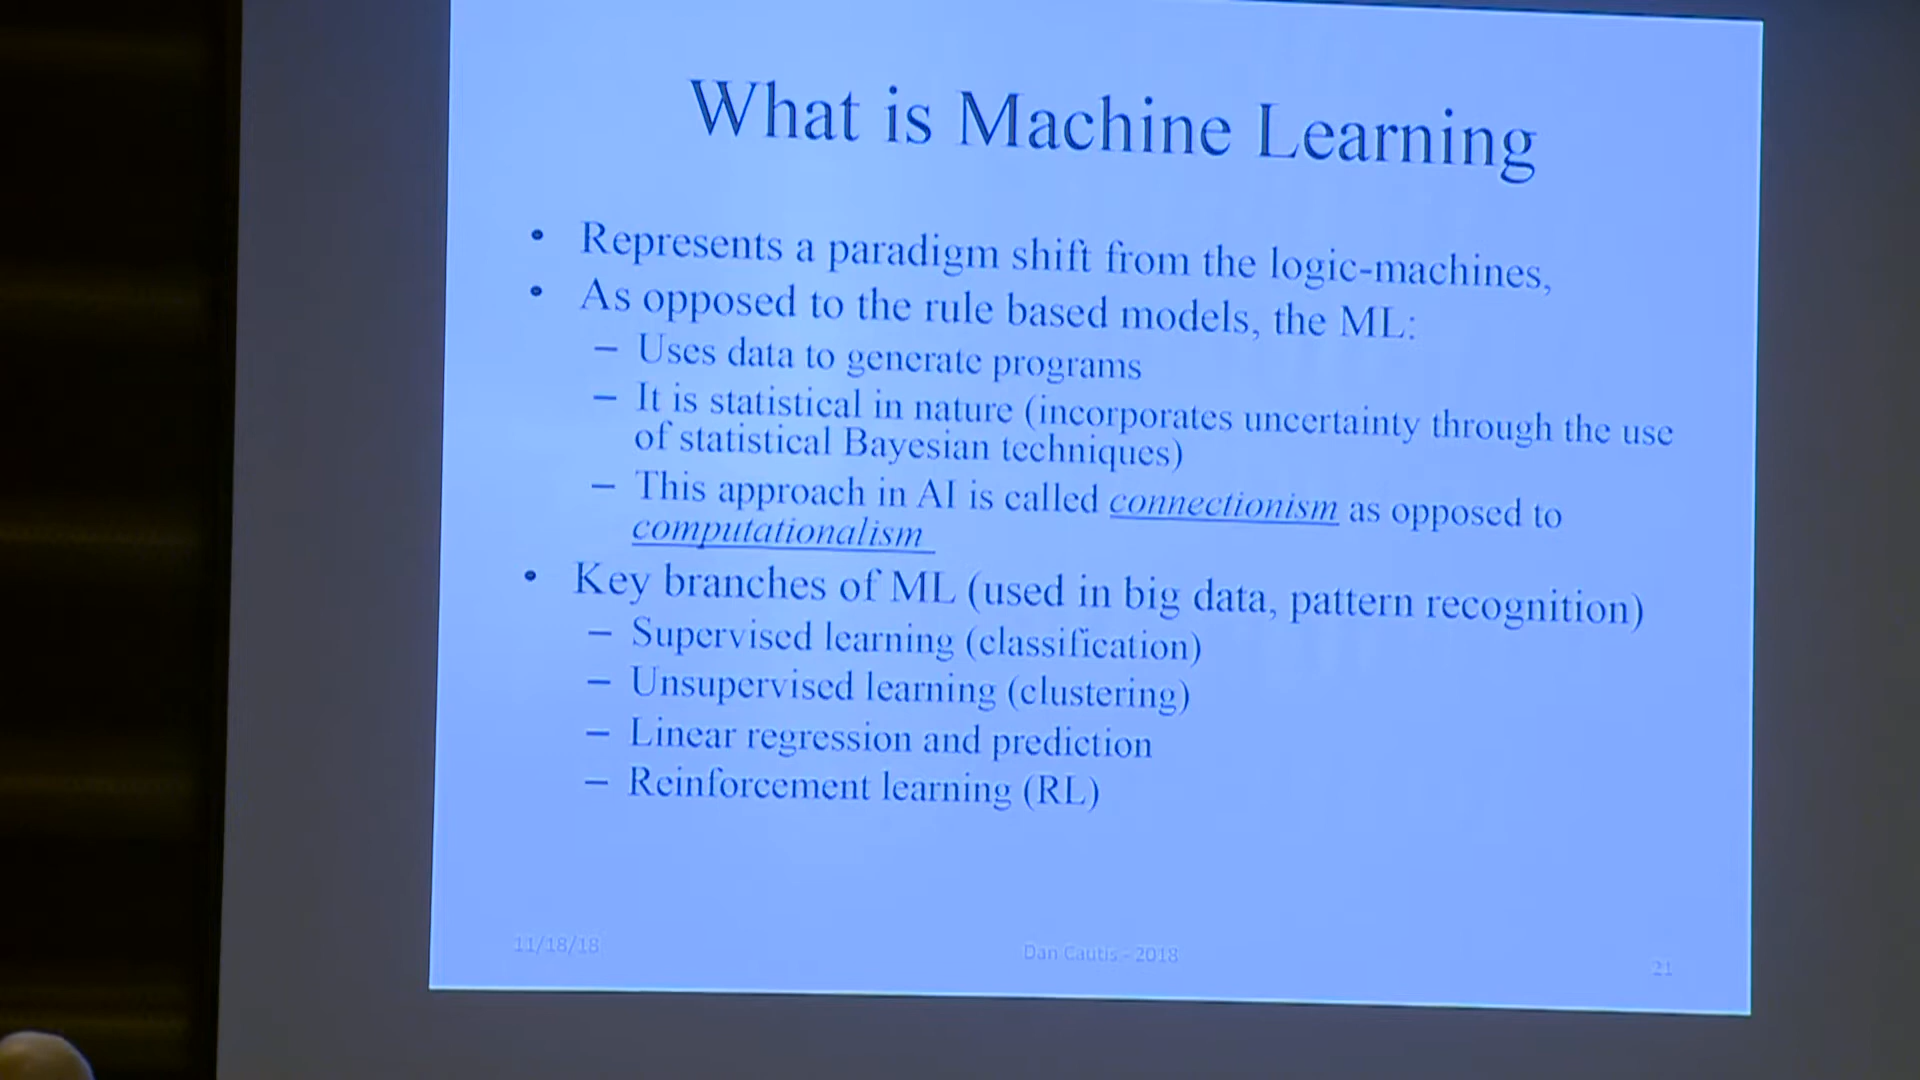 What is Machine Learning
• Represents a paradigm shift from the logic-machines,
• As opposed to the rule based models, the ML:
– Uses data to generate programs
– It is statistical in nature (incorporates uncertainty through the use
of statistical Bayesian techniques)
– This approach in AI is called connectionism as opposed to
computationalism
• Key branches of ML (used in big data, pattern recognition)
– Supervised learning (classification)
– Unsupervised learning (clustering)
– Linear regression and prediction
– Reinforcement learning (RL)
11/18/18
Dan Cautis - 2018
21